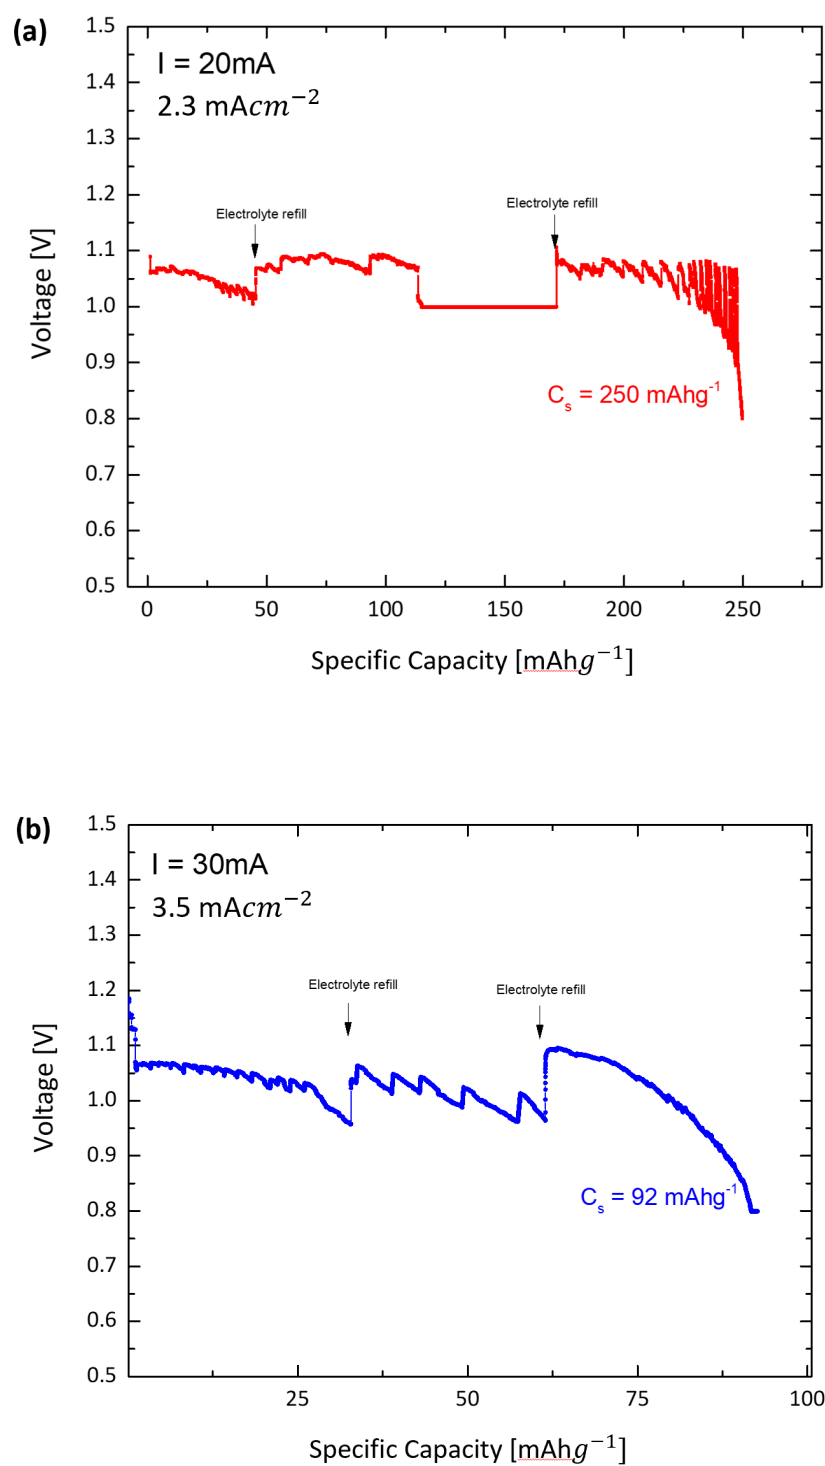 (a)
I = 20mA
2.3 mAcm⁻²
1.5
1.4
1.3
1.2
1.1
1.0
0.9
0.8
0.7
0.6
0.5
Voltage [V]
Electrolyte refill
Electrolyte refill
Cₛ = 250 mAhg⁻¹
0 50 100 150 200 250
Specific Capacity [mAhg⁻¹]
(b)
I = 30mA
3.5 mAcm⁻²
1.5
1.4
1.3
1.2
1.1
1.0
0.9
0.8
0.7
0.6
0.5
Voltage [V]
Electrolyte refill
Electrolyte refill
Cₛ = 92 mAhg⁻¹
25 50 75 100
Specific Capacity [mAhg⁻¹]